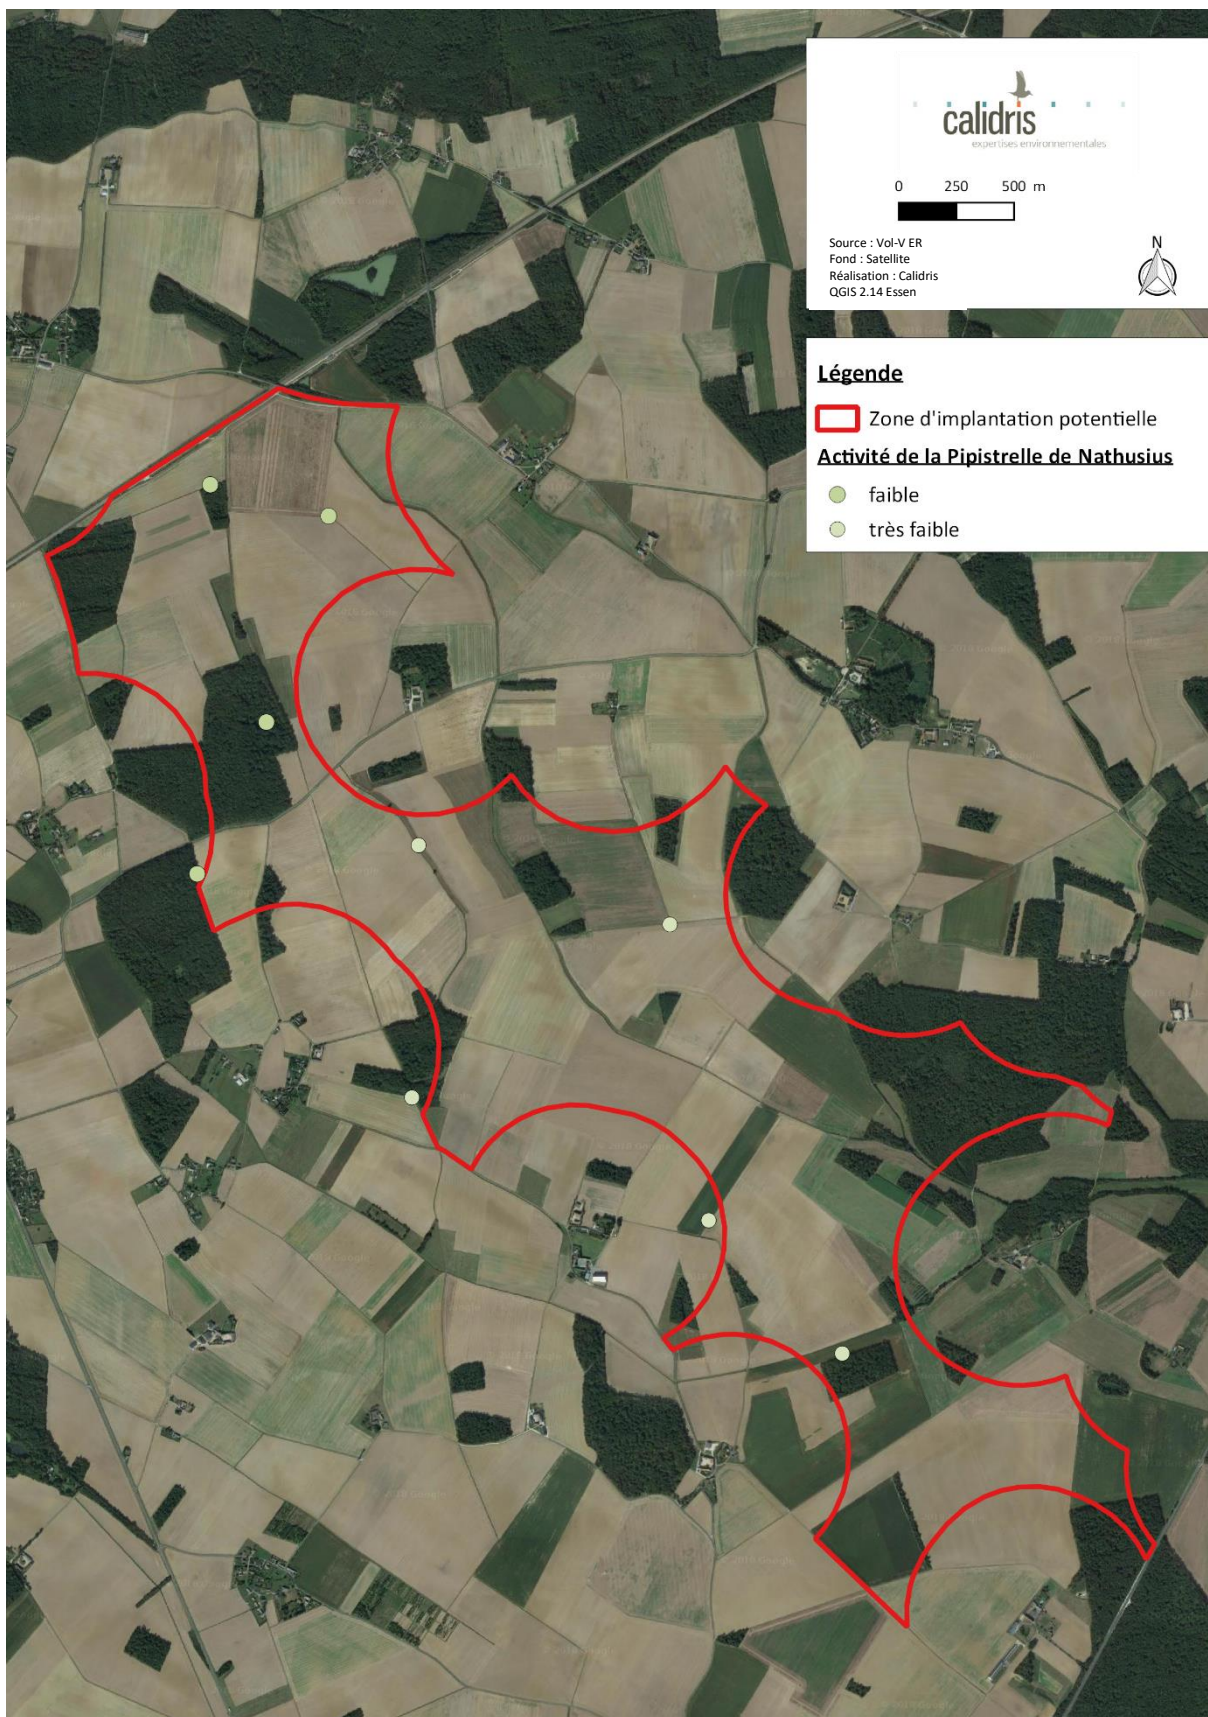 calidris
expertises environnementales
0 250 500 m
Source : Vol-V ER
Fond : Satellite
Réalisation : Calidris
QGIS 2.14 Essen
N
Légende
Zone d'implantation potentielle
Activité de la Pipistrelle de Nathusius
faible
très faible